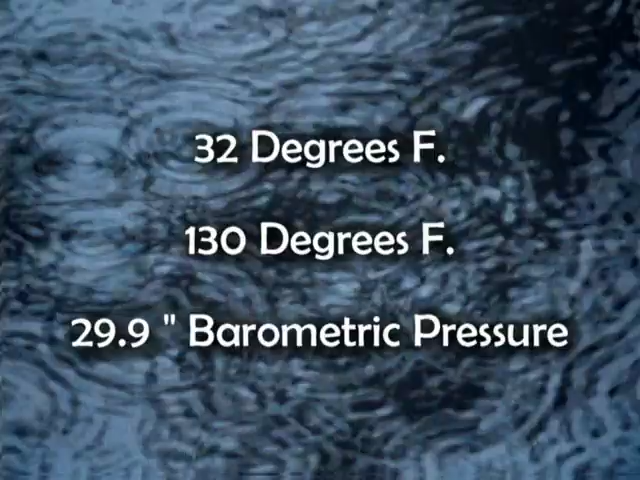 32 Degrees F.
130 Degrees F.
29.9 " Barometric Pressure